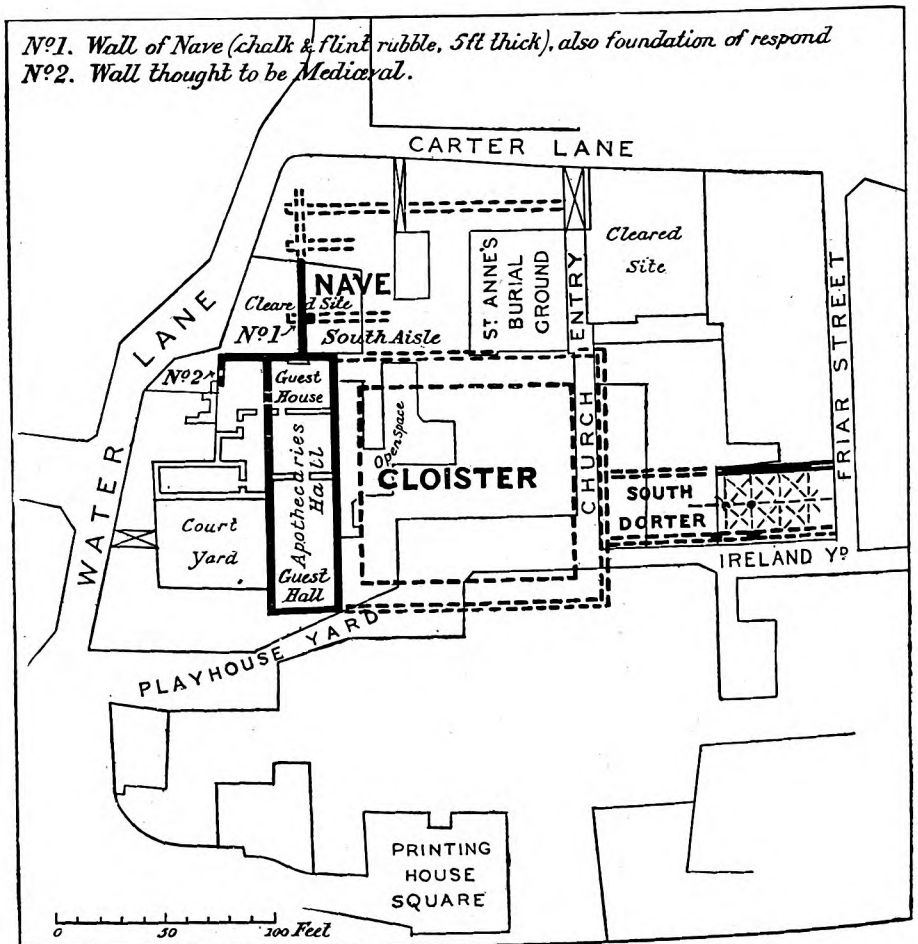 Nº1. Wall of Nave (chalk & flint rubble, 5ft thick), also foundation of respond
Nº2. Wall thought to be Mediæval.
CARTER LANE
WATER LANE
NAVE
Cleared Site
Nº1
South Aisle
ST ANNE'S
BURIAL
GROUND
CHURCH ENTRY
Cleared
Site
FRIAR STREET
Nº2
Guest
House
Apothecaries
Hall
Guest
Hall
Open Space
CLOISTER
SOUTH
DORTER
IRELAND YD.
Court
Yard
PLAYHOUSE YARD
PRINTING
HOUSE
SQUARE
0 50 100 Feet